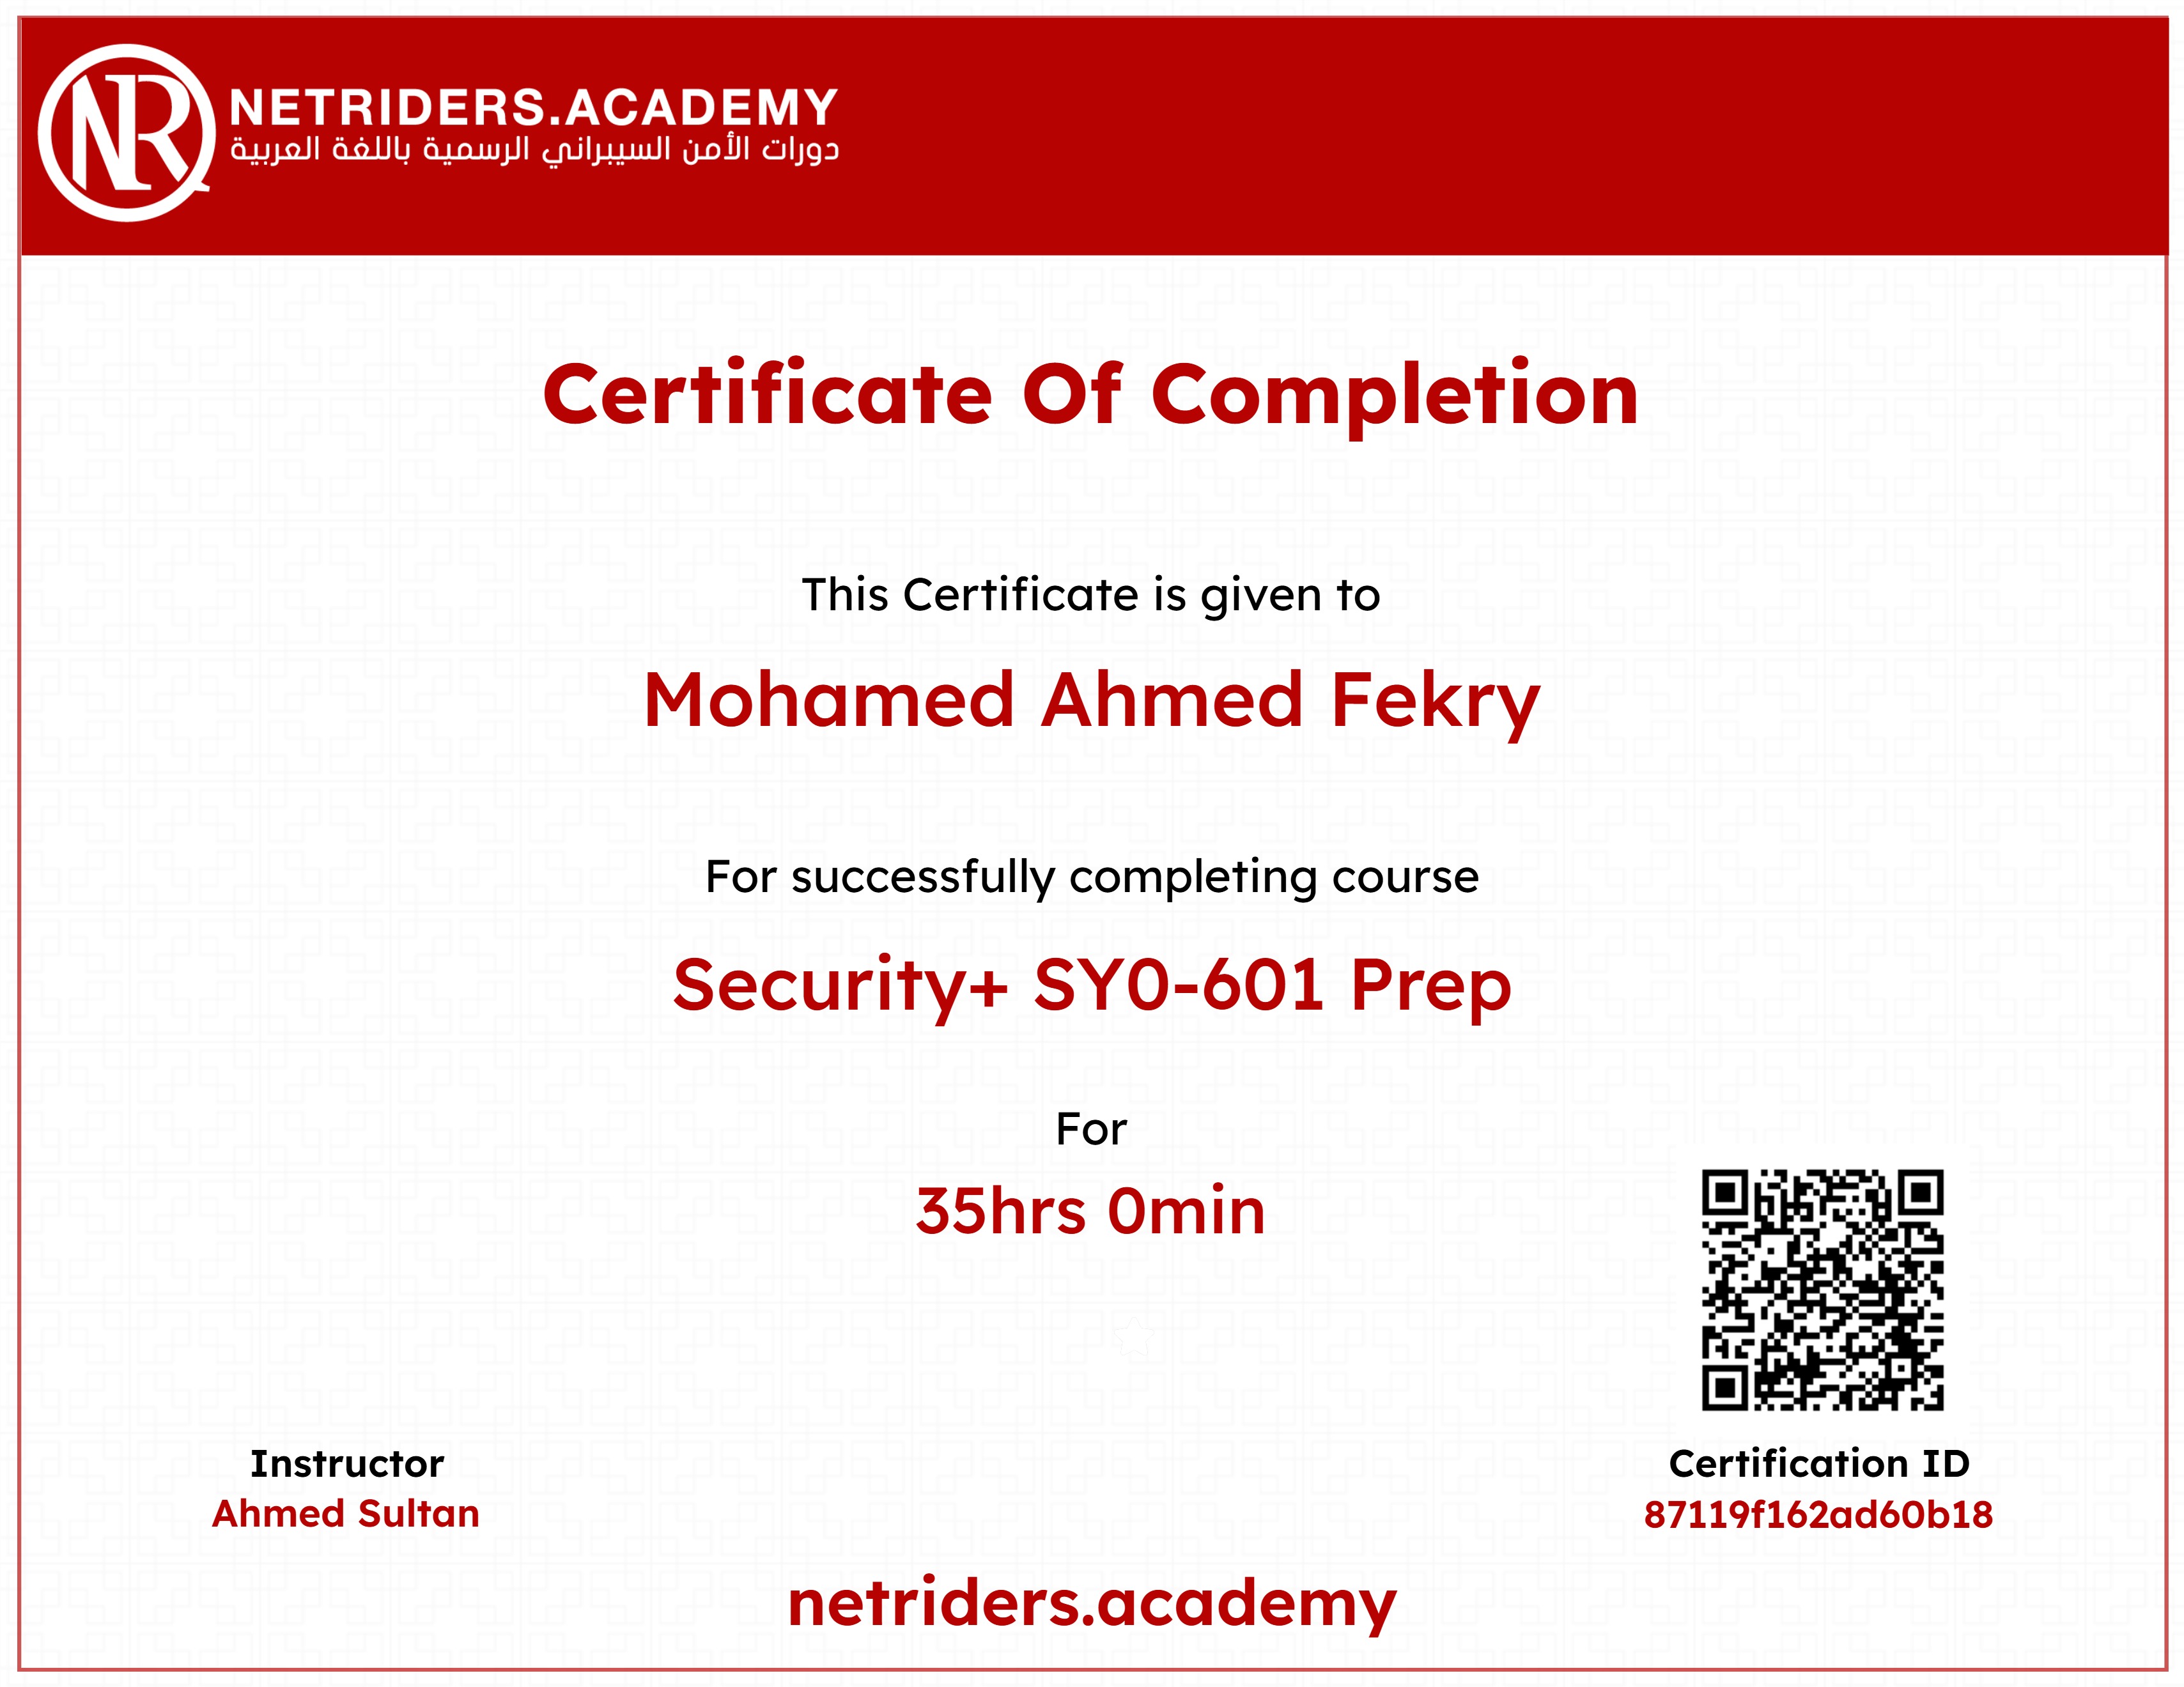 NR
NETRIDERS.ACADEMY
دورات الأمن السيبراني الرسمية باللغة العربية
Certificate Of Completion
This Certificate is given to
Mohamed Ahmed Fekry
For successfully completing course
Security+ SY0-601 Prep
For
35hrs 0min
Instructor
Ahmed Sultan
Certification ID
87119f162ad60b18
netriders.academy